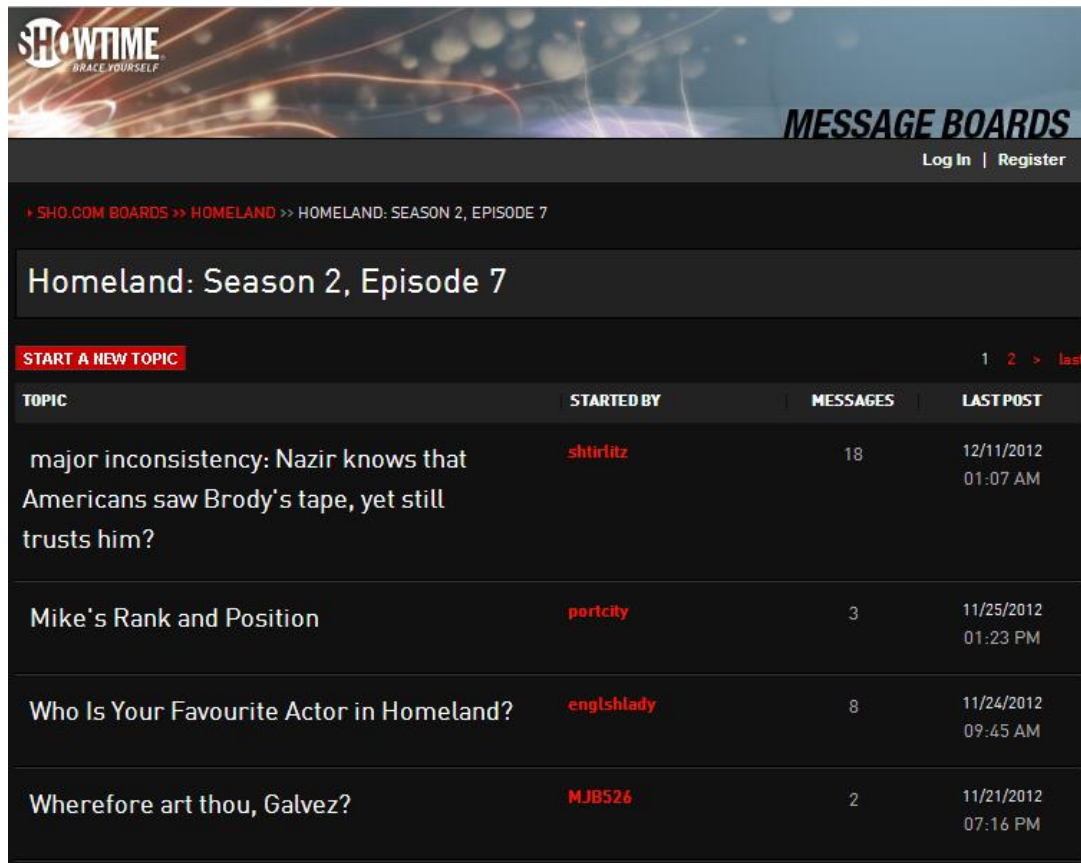 SHOWTIME
BRACE YOURSELF
MESSAGE BOARDS
Log In | Register
SHO.COM BOARDS >> HOMELAND >> HOMELAND: SEASON 2, EPISODE 7
Homeland: Season 2, Episode 7
START A NEW TOPIC 1 2 > last
TOPIC STARTED BY MESSAGES LAST POST
major inconsistency: Nazir knows that shtirlitz 18 12/11/2012
Americans saw Brody's tape, yet still 01:07 AM
trusts him?
Mike's Rank and Position portcity 3 11/25/2012
01:23 PM
Who Is Your Favourite Actor in Homeland? englshlady 8 11/24/2012
09:45 AM
Wherefore art thou, Galvez? MJB526 2 11/21/2012
07:16 PM